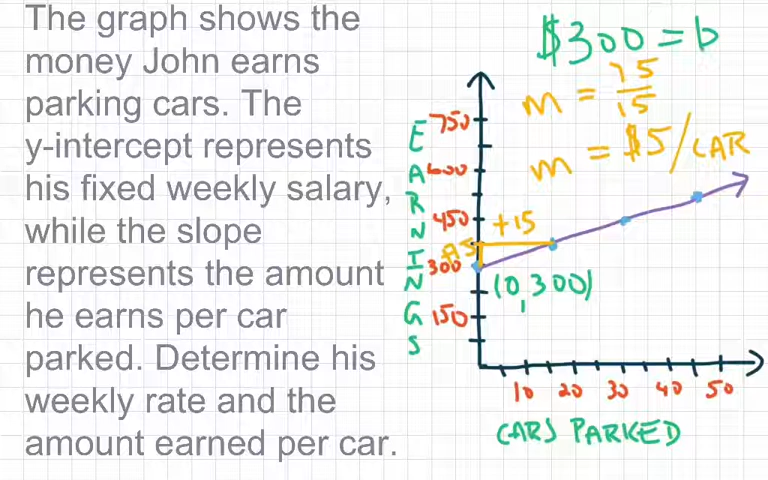 The graph shows the
money John earns
parking cars. The
y-intercept represents
his fixed weekly salary,
while the slope
represents the amount
he earns per car
parked. Determine his
weekly rate and the
amount earned per car.
$300 = b
m = 75/15
m = $5/CAR
EARNINGS
750
600
450
300
150
+15
75
(0,300)
10 20 30 40 50
CARS PARKED